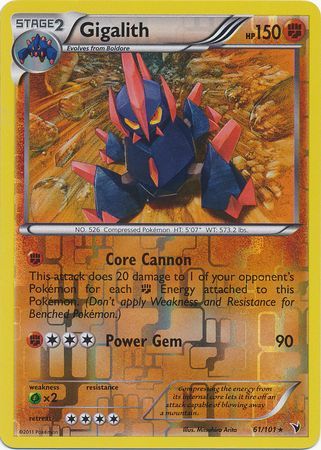 STAGE2
Gigalith
HP150
Evolves from Boldore
NO. 526 Compressed Pokémon. HT: 5'07" WT: 573.2 lbs.
Core Cannon
This attack does 20 damage to 1 of your opponent's
Pokémon for each Energy attached to this
Pokémon. (Don't apply Weakness and Resistance for
Benched Pokémon.)
Power Gem 90
weakness resistance
×2
retreat
Compressing the energy from
its internal core lets it fire off an
attack capable of blowing away
a mountain.
Illus. Mitsuhiro Arita
©2011 Pokémon
61/101 ★